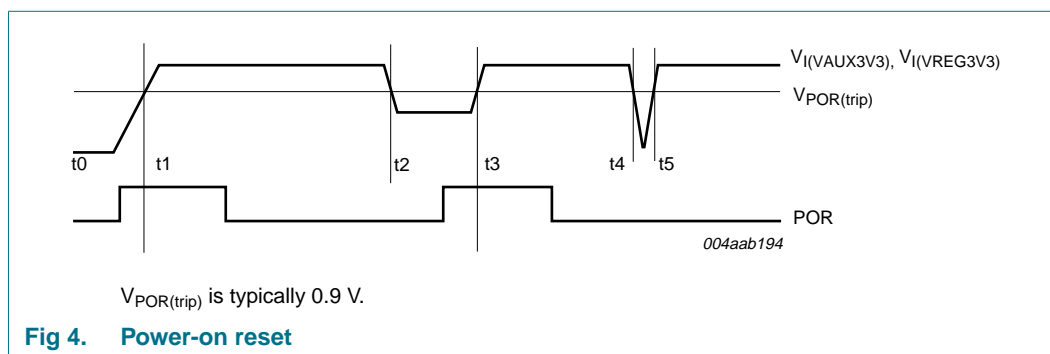 V_I(VAUX3V3), V_I(VREG3V3)
V_POR(trip)
t0 t1 t2 t3 t4 t5
POR
004aab194
V_POR(trip) is typically 0.9 V.
Fig 4. Power-on reset